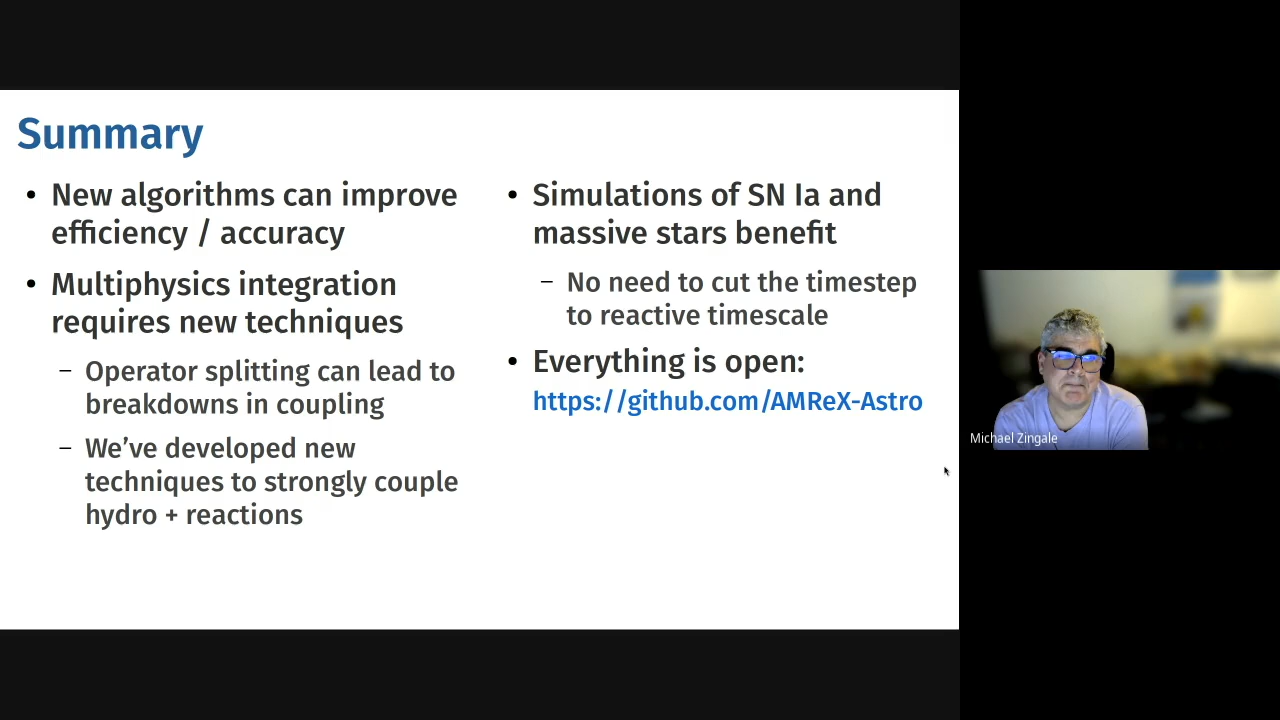 Summary
• New algorithms can improve
efficiency / accuracy
• Multiphysics integration
requires new techniques
– Operator splitting can lead to
breakdowns in coupling
– We’ve developed new
techniques to strongly couple
hydro + reactions
• Simulations of SN Ia and
massive stars benefit
– No need to cut the timestep
to reactive timescale
• Everything is open:
https://github.com/AMReX-Astro
Michael Zingale